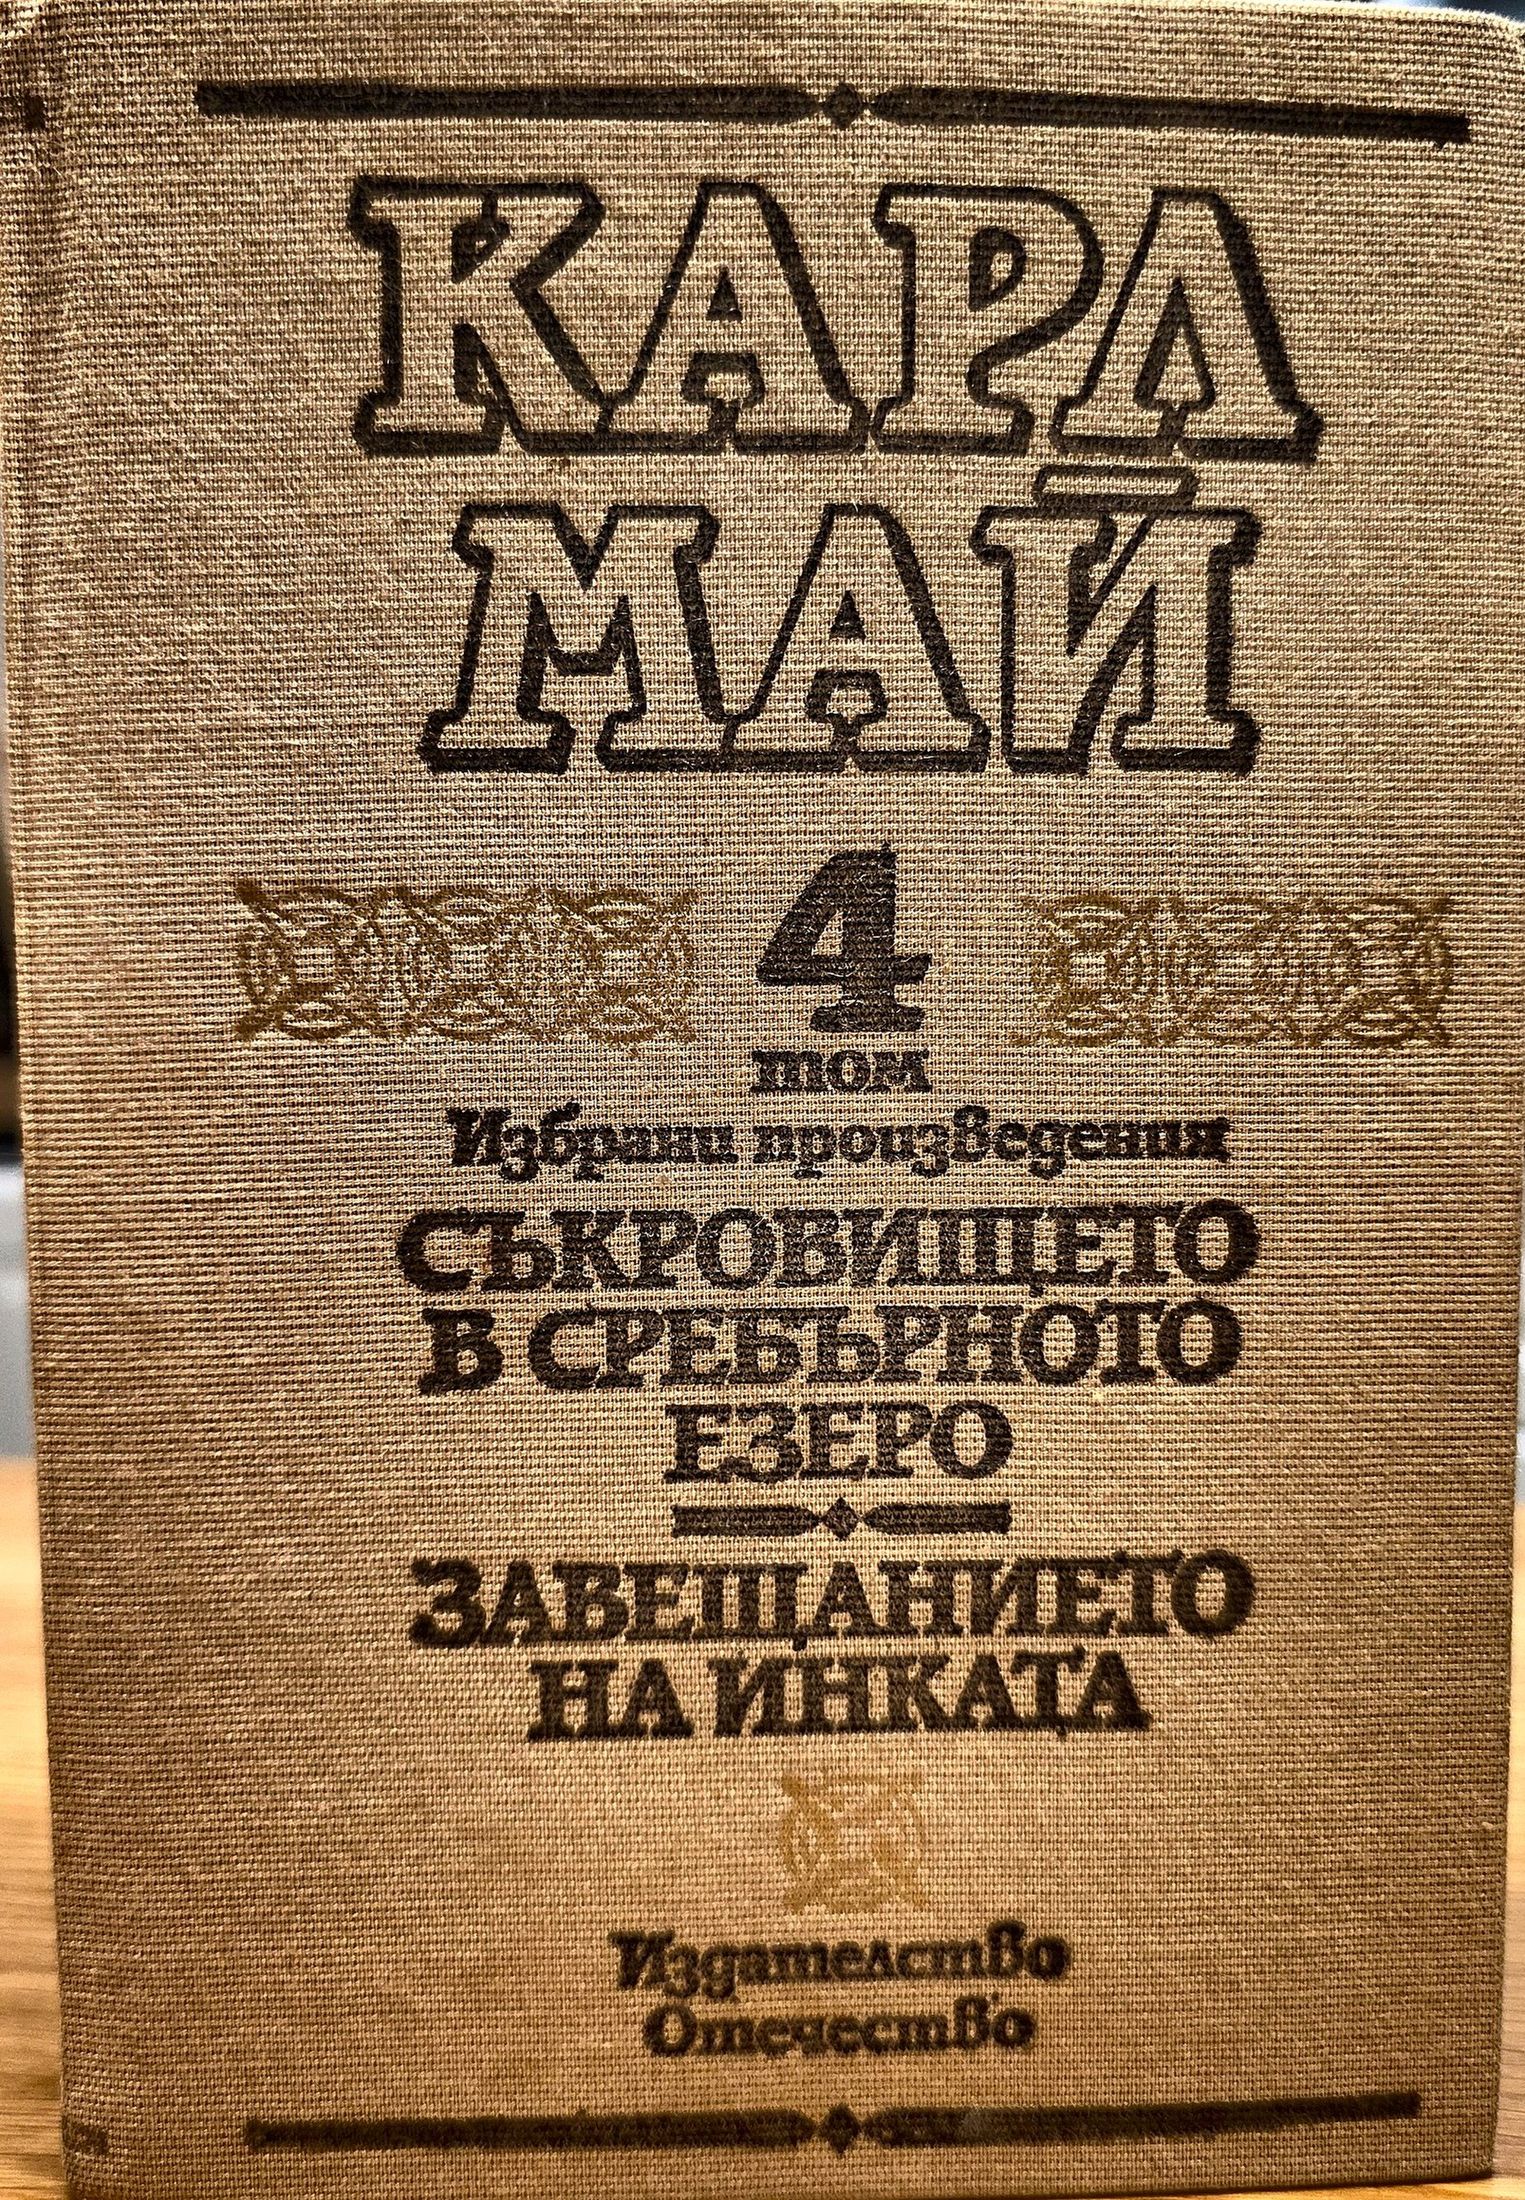 КАРЛ
МАЙ
4
том
Избрани произведения
СЪКРОВИЩЕТО
В СРЕБЪРНОТО
ЕЗЕРО
ЗАВЕЩАНИЕТО
НА ИНКАТА
Издателство
Отечество